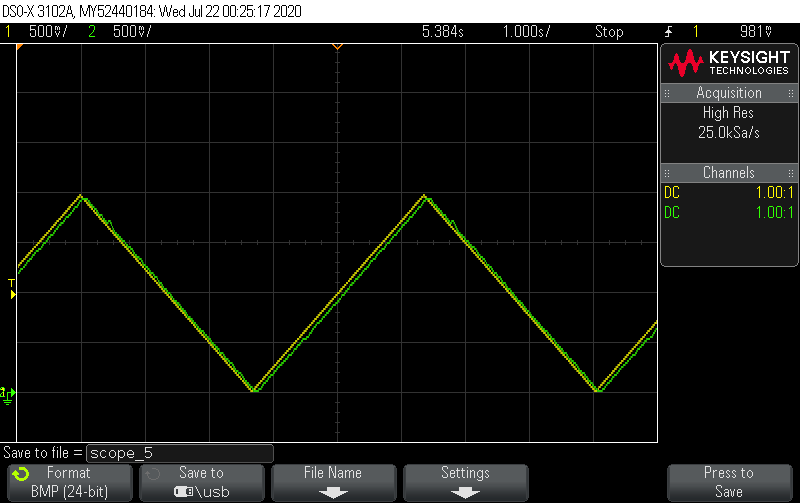 DSO-X 3102A, MY52440184: Wed Jul 22 00:25:17 2020
1 500mV/ 2 500mV/ 5.384s 1.000s/ Stop 1 981mV
KEYSIGHT
TECHNOLOGIES
Acquisition
High Res
25.0kSa/s
Channels
DC 1.00:1
DC 1.00:1
T
Save to file = scope_5
Format
BMP (24-bit)
Save to
\usb
File Name
Settings
Press to
Save